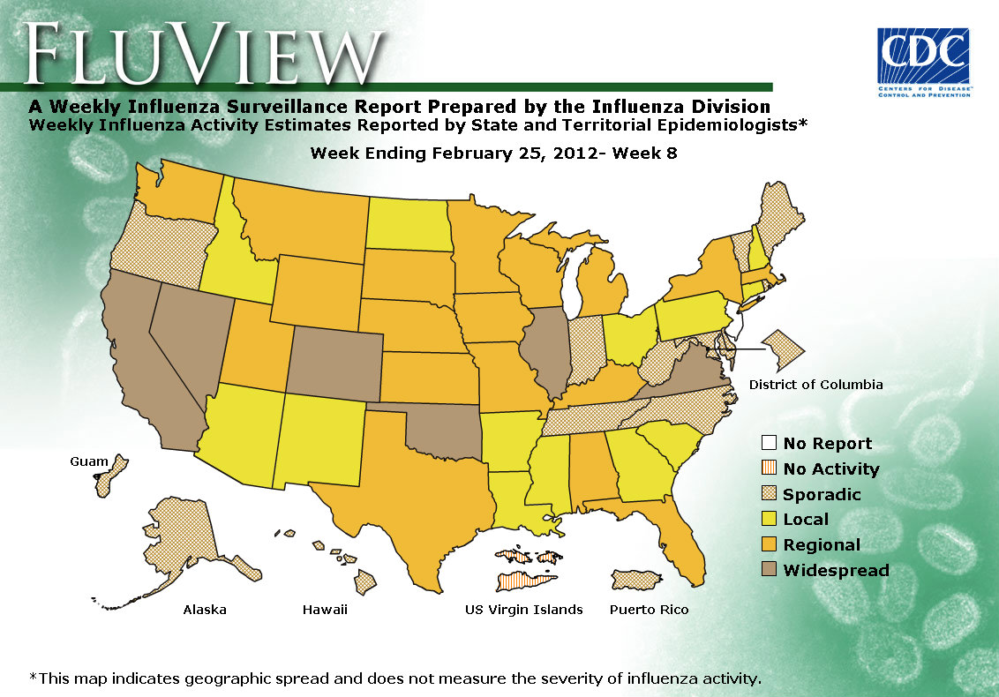 FLUVIEW
CDC
CENTERS FOR DISEASE™
CONTROL AND PREVENTION
A Weekly Influenza Surveillance Report Prepared by the Influenza Division
Weekly Influenza Activity Estimates Reported by State and Territorial Epidemiologists*
Week Ending February 25, 2012- Week 8
District of Columbia
No Report
Guam
No Activity
Sporadic
Local
Regional
Widespread
Alaska
Hawaii
US Virgin Islands
Puerto Rico
*This map indicates geographic spread and does not measure the severity of influenza activity.